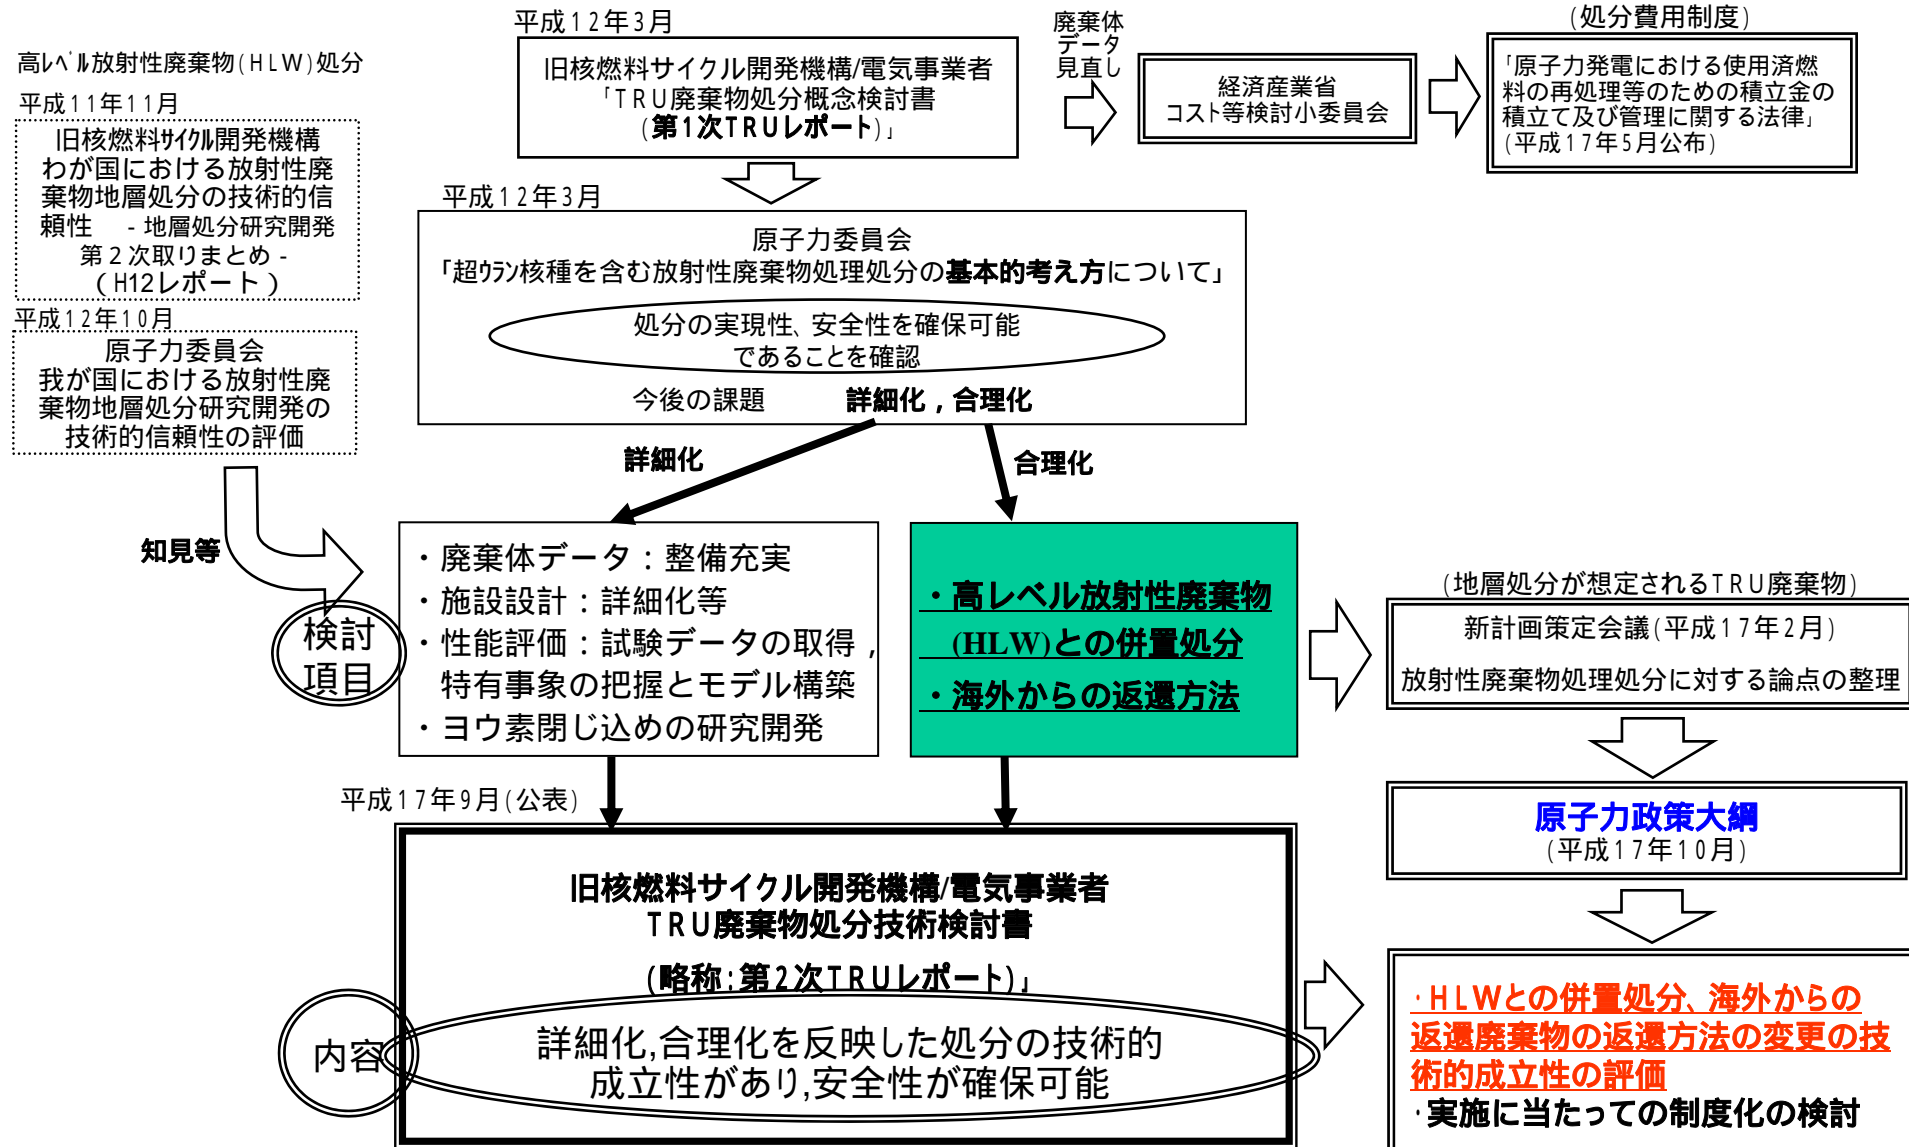 高レベル放射性廃棄物(HLW)処分
平成11年11月
旧核燃料サイクル開発機構
わが国における放射性廃
棄物地層処分の技術的信
頼性 - 地層処分研究開発
第２次取りまとめ -
（H12レポート）
平成12年10月
原子力委員会
我が国における放射性廃
棄物地層処分研究開発の
技術的信頼性の評価
知見等
平成12年3月
旧核燃料サイクル開発機構/電気事業者
「TRU廃棄物処分概念検討書
(第1次TRUレポート)」
廃棄体
データ
見直し
経済産業省
コスト等検討小委員会
(処分費用制度)
「原子力発電における使用済燃
料の再処理等のための積立金の
積立て及び管理に関する法律」
(平成17年5月公布)
平成12年3月
原子力委員会
「超ウラン核種を含む放射性廃棄物処理処分の基本的考え方について」
処分の実現性、安全性を確保可能
であることを確認
今後の課題 詳細化，合理化
詳細化
合理化
検討
項目
・廃棄体データ：整備充実
・施設設計：詳細化等
・性能評価：試験データの取得，
特有事象の把握とモデル構築
・ヨウ素閉じ込めの研究開発
・高レベル放射性廃棄物
(HLW)との併置処分
・海外からの返還方法
(地層処分が想定されるTRU廃棄物)
新計画策定会議(平成17年2月)
放射性廃棄物処理処分に対する論点の整理
原子力政策大綱
(平成17年10月)
平成17年9月(公表)
旧核燃料サイクル開発機構/電気事業者
TRU廃棄物処分技術検討書
(略称:第2次TRUレポート)」
内容
詳細化,合理化を反映した処分の技術的
成立性があり,安全性が確保可能
・HLWとの併置処分、海外からの
返還廃棄物の返還方法の変更の技
術的成立性の評価
・実施に当たっての制度化の検討